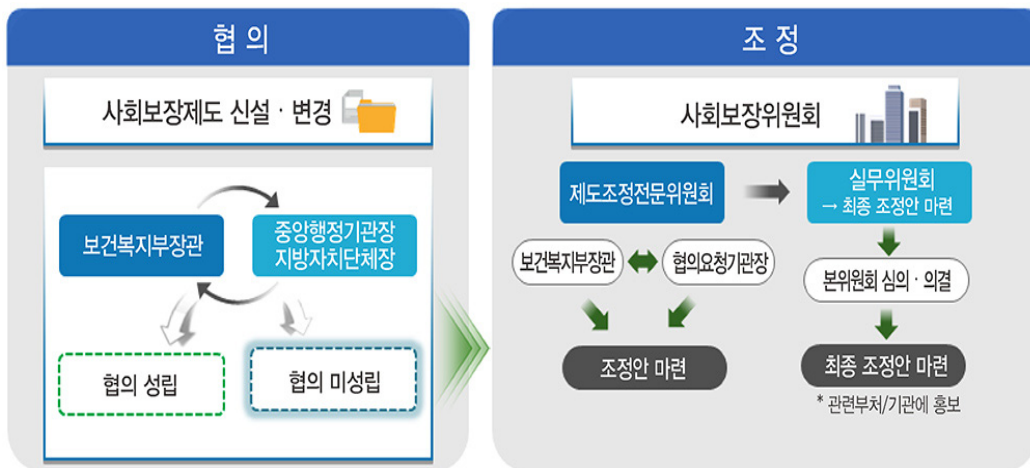 협 의
사회보장제도 신설 · 변경
보건복지부장관
중앙행정기관장
지방자치단체장
협의 성립
협의 미성립
조 정
사회보장위원회
제도조정전문위원회
실무위원회
→ 최종 조정안 마련
보건복지부장관
협의요청기관장
본위원회 심의 · 의결
조정안 마련
최종 조정안 마련
* 관련부처/기관에 홍보